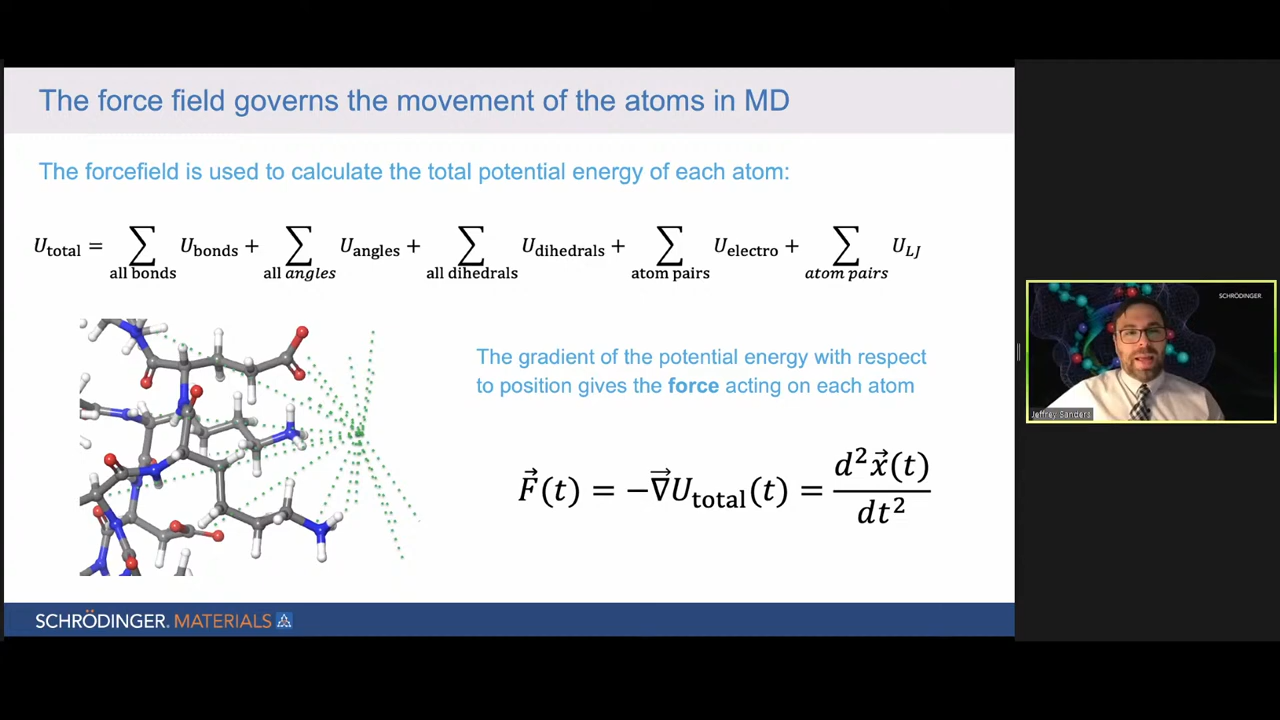 The force field governs the movement of the atoms in MD
The forcefield is used to calculate the total potential energy of each atom:
U_total = ∑_{all bonds} U_bonds + ∑_{all angles} U_angles + ∑_{all dihedrals} U_dihedrals + ∑_{atom pairs} U_electro + ∑_{atom pairs} U_{LJ}
The gradient of the potential energy with respect
to position gives the force acting on each atom
F⃗(t) = −∇⃗U_total(t) = d²x⃗(t)/dt²
SCHRÖDINGER. MATERIALS
SCHRÖDINGER.
Jeffrey Sanders